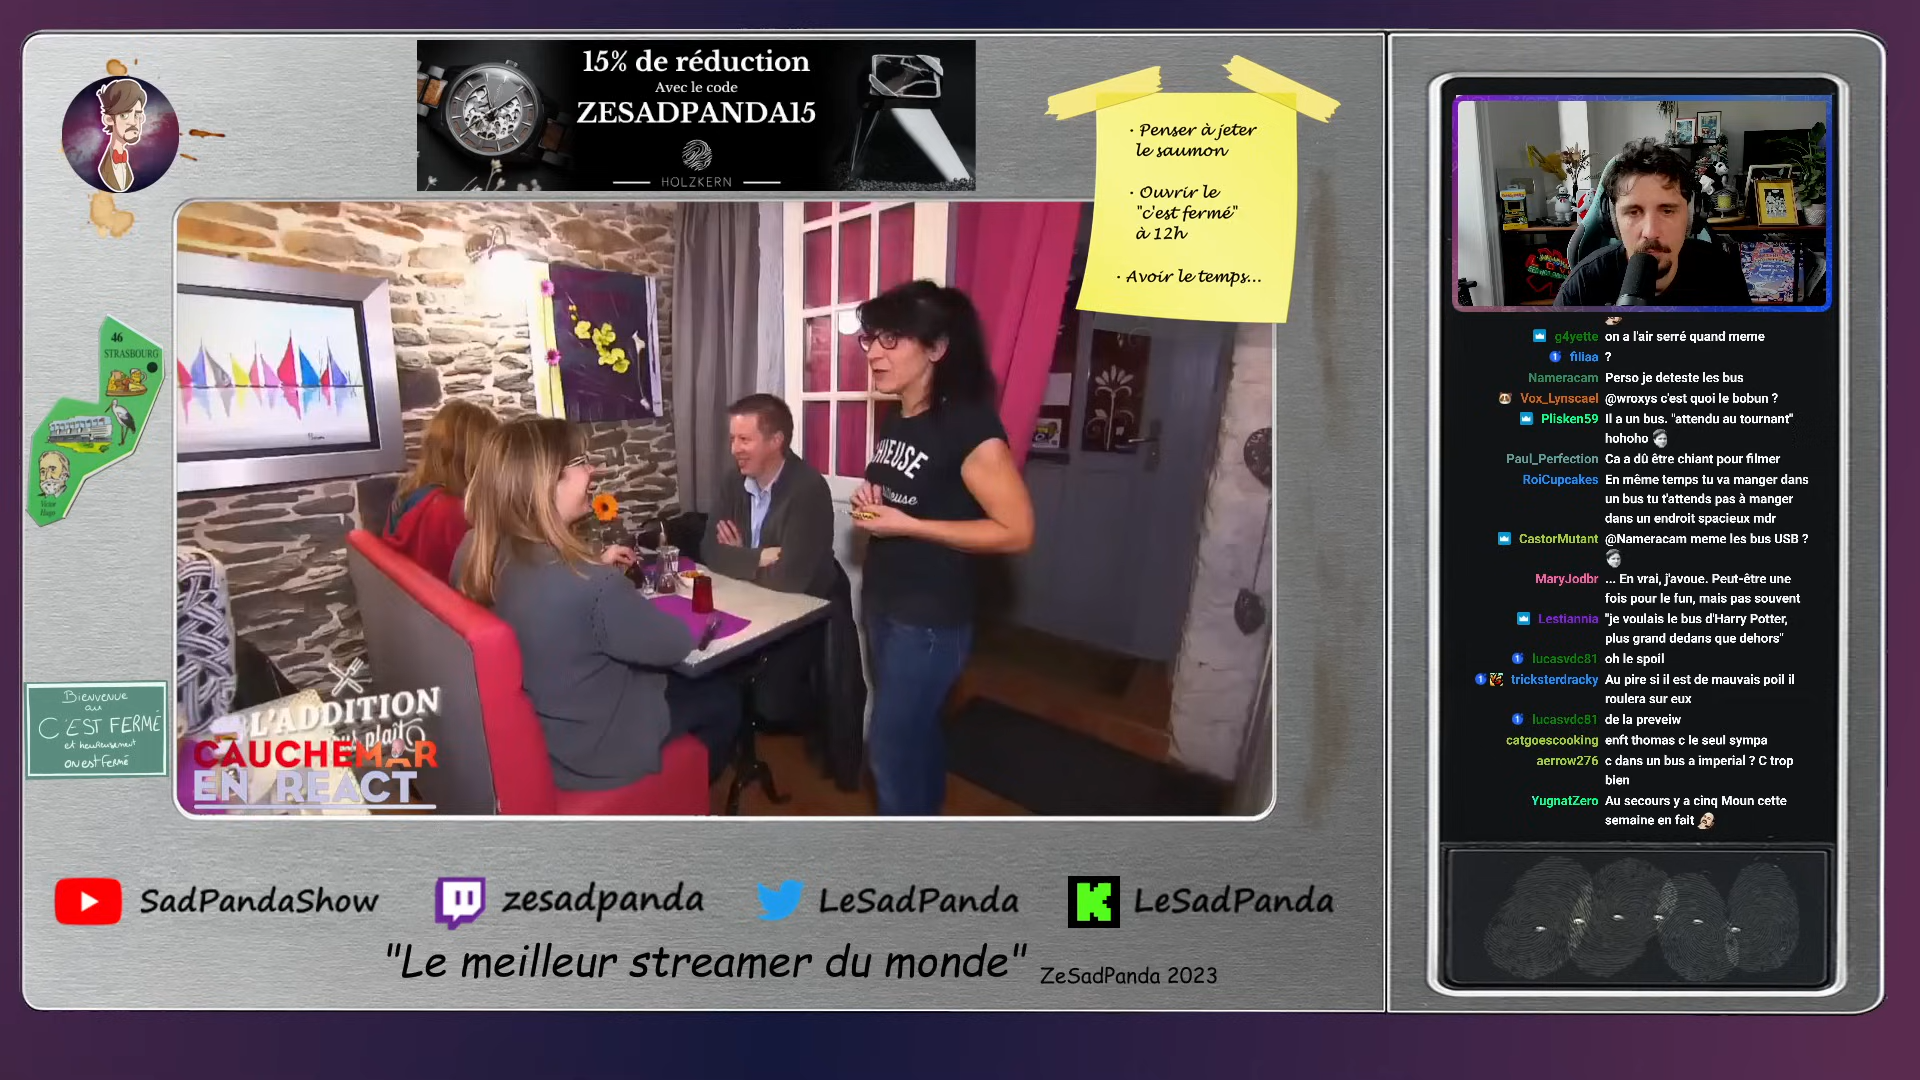 15% de réduction
Avec le code
ZESADPANDA15
HOLZKERN
· Penser à jeter
le saumon
· Ouvrir le
"c'est fermé"
à 12h
· Avoir le temps...
46
STRASBOURG
Victor
Hugo
Bienvenue
au
C'EST FERMÉ
et heureusement
on est fermé
L'ADDITION
plaît
CAUCHEMAR
EN REACT
g4yette on a l'air serré quand meme
filiaa ?
Nameracam Perso je deteste les bus
Vox_Lynscael @wroxys c'est quoi le bobun ?
Plisken59 Il a un bus. "attendu au tournant"
hohoho
Paul_Perfection Ca a dû être chiant pour filmer
RoiCupcakes En même temps tu va manger dans
un bus tu t'attends pas à manger
dans un endroit spacieux mdr
CastorMutant @Nameracam meme les bus USB ?
MaryJodbr ... En vrai, j'avoue. Peut-être une
fois pour le fun, mais pas souvent
Lestiannia "je voulais le bus d'Harry Potter,
plus grand dedans que dehors"
lucasvdc81 oh le spoil
tricksterdracky Au pire si il est de mauvais poil il
roulera sur eux
lucasvdc81 de la preveiw
catgoescooking enft thomas c le seul sympa
aerrow276 c dans un bus a imperial ? C trop
bien
YugnatZero Au secours y a cinq Moun cette
semaine en fait
SadPandaShow
zesadpanda
LeSadPanda
LeSadPanda
"Le meilleur streamer du monde" ZeSadPanda 2023